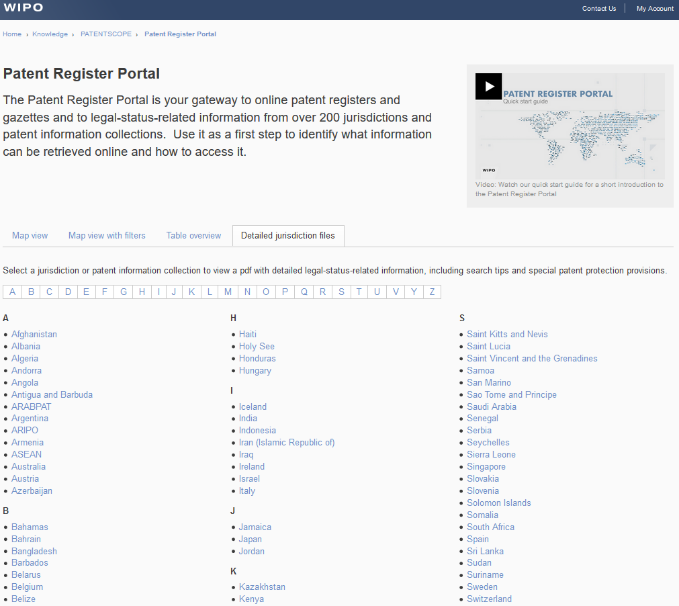 WIPO
Contact Us | My Account
Home › Knowledge › PATENTSCOPE › Patent Register Portal
Patent Register Portal
The Patent Register Portal is your gateway to online patent registers and
gazettes and to legal-status-related information from over 200 jurisdictions and
patent information collections. Use it as a first step to identify what information
can be retrieved online and how to access it.
PATENT REGISTER PORTAL
Quick start guide
WIPO
Video: Watch our quick start guide for a short introduction to
the Patent Register Portal
Map view Map view with filters Table overview Detailed jurisdiction files
Select a jurisdiction or patent information collection to view a pdf with detailed legal-status-related information, including search tips and special patent protection provisions.
A B C D E F G H I J K L M N O P Q R S T U V Y Z
A
Afghanistan
Albania
Algeria
Andorra
Angola
Antigua and Barbuda
ARABPAT
Argentina
ARIPO
Armenia
ASEAN
Australia
Austria
Azerbaijan
B
Bahamas
Bahrain
Bangladesh
Barbados
Belarus
Belgium
Belize
H
Haiti
Holy See
Honduras
Hungary
I
Iceland
India
Indonesia
Iran (Islamic Republic of)
Iraq
Ireland
Israel
Italy
J
Jamaica
Japan
Jordan
K
Kazakhstan
Kenya
S
Saint Kitts and Nevis
Saint Lucia
Saint Vincent and the Grenadines
Samoa
San Marino
Sao Tome and Principe
Saudi Arabia
Senegal
Serbia
Seychelles
Sierra Leone
Singapore
Slovakia
Slovenia
Solomon Islands
Somalia
South Africa
Spain
Sri Lanka
Sudan
Suriname
Sweden
Switzerland